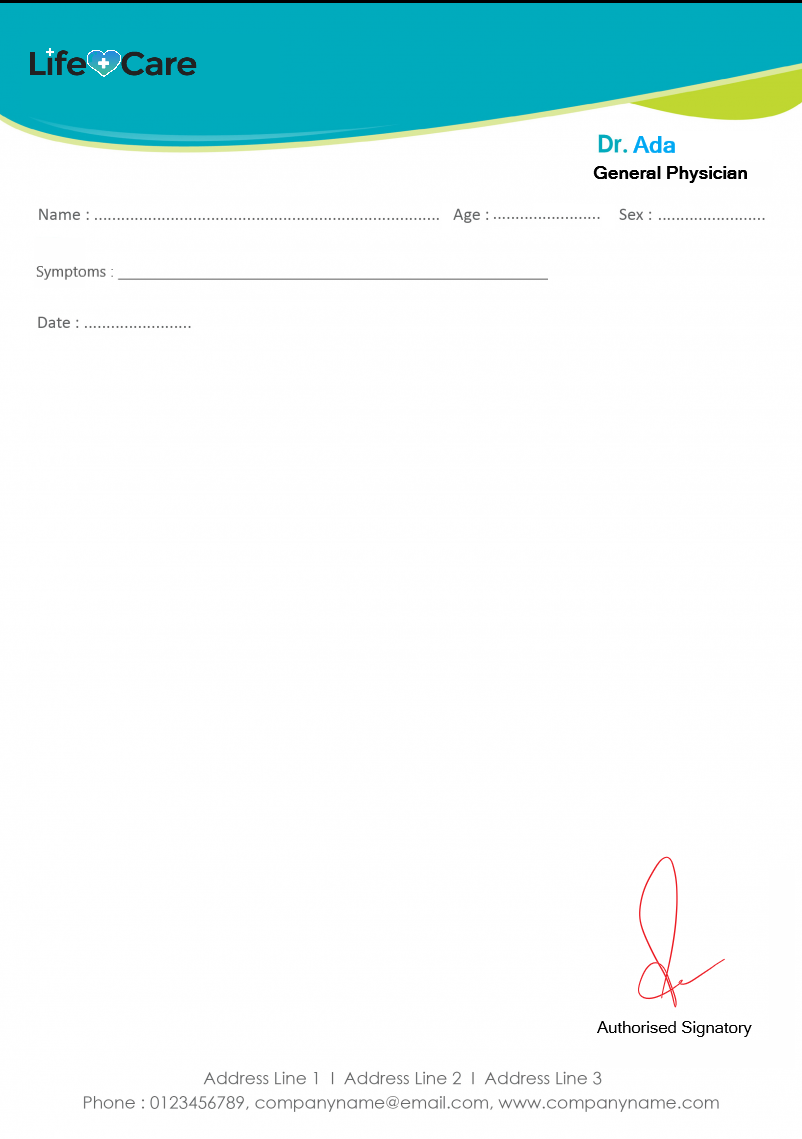 Life Care
Dr. Ada
General Physician
Name : ............................................................................. Age : ........................ Sex : ........................
Symptoms : ______________________________________________________
Date : ........................
Authorised Signatory
Address Line 1 I Address Line 2 I Address Line 3
Phone : 0123456789, companyname@email.com, www.companyname.com